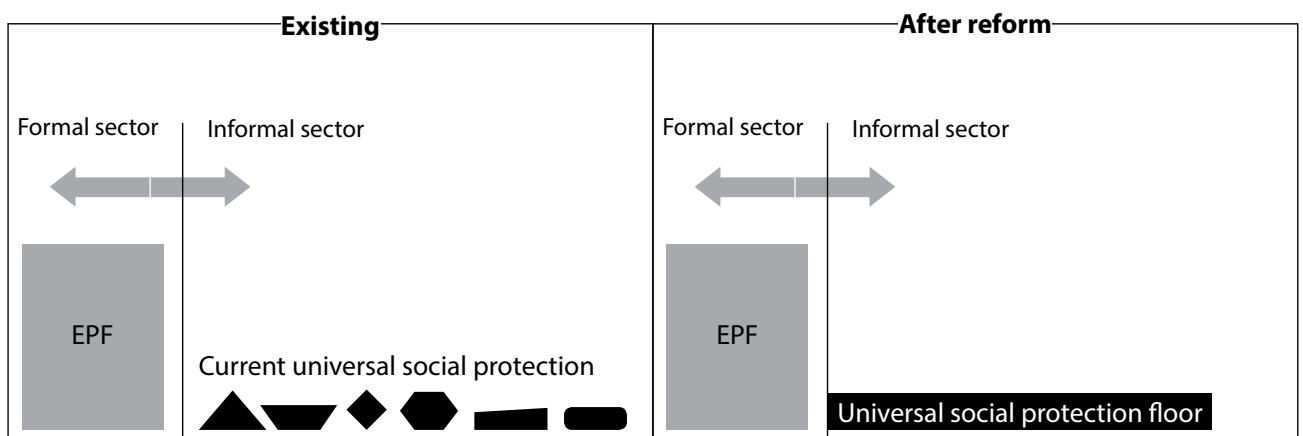 Existing
Formal sector
Informal sector
EPF
Current universal social protection
After reform
Formal sector
Informal sector
EPF
Universal social protection floor